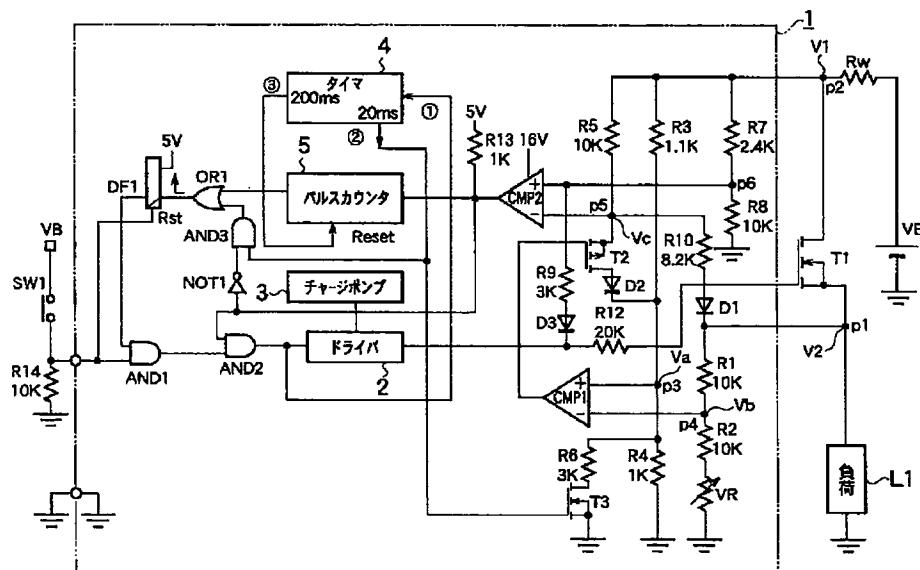 1
4
V1
Rw
p2
タイマ
③
200ms
20ms
①
②
5V
R13
1K
16V
R5
10K
R3
1.1K
R7
2.4K
5
5V
DF1
OR1
パルスカウンタ
CMP2
+
-
p5
p6
R8
10K
Rst
AND3
Reset
Vc
R10
8.2K
VB
T1
VB
SW1
NOT1
3
チャージポンプ
T2
R9
3K
D2
D3
R12
20K
D1
p1
V2
ドライバ
AND1
AND2
2
R14
10K
Va
p3
R1
10K
CMP1
+
-
Vb
p4
R2
10K
R6
3K
R4
1K
T3
VR
負荷
L1